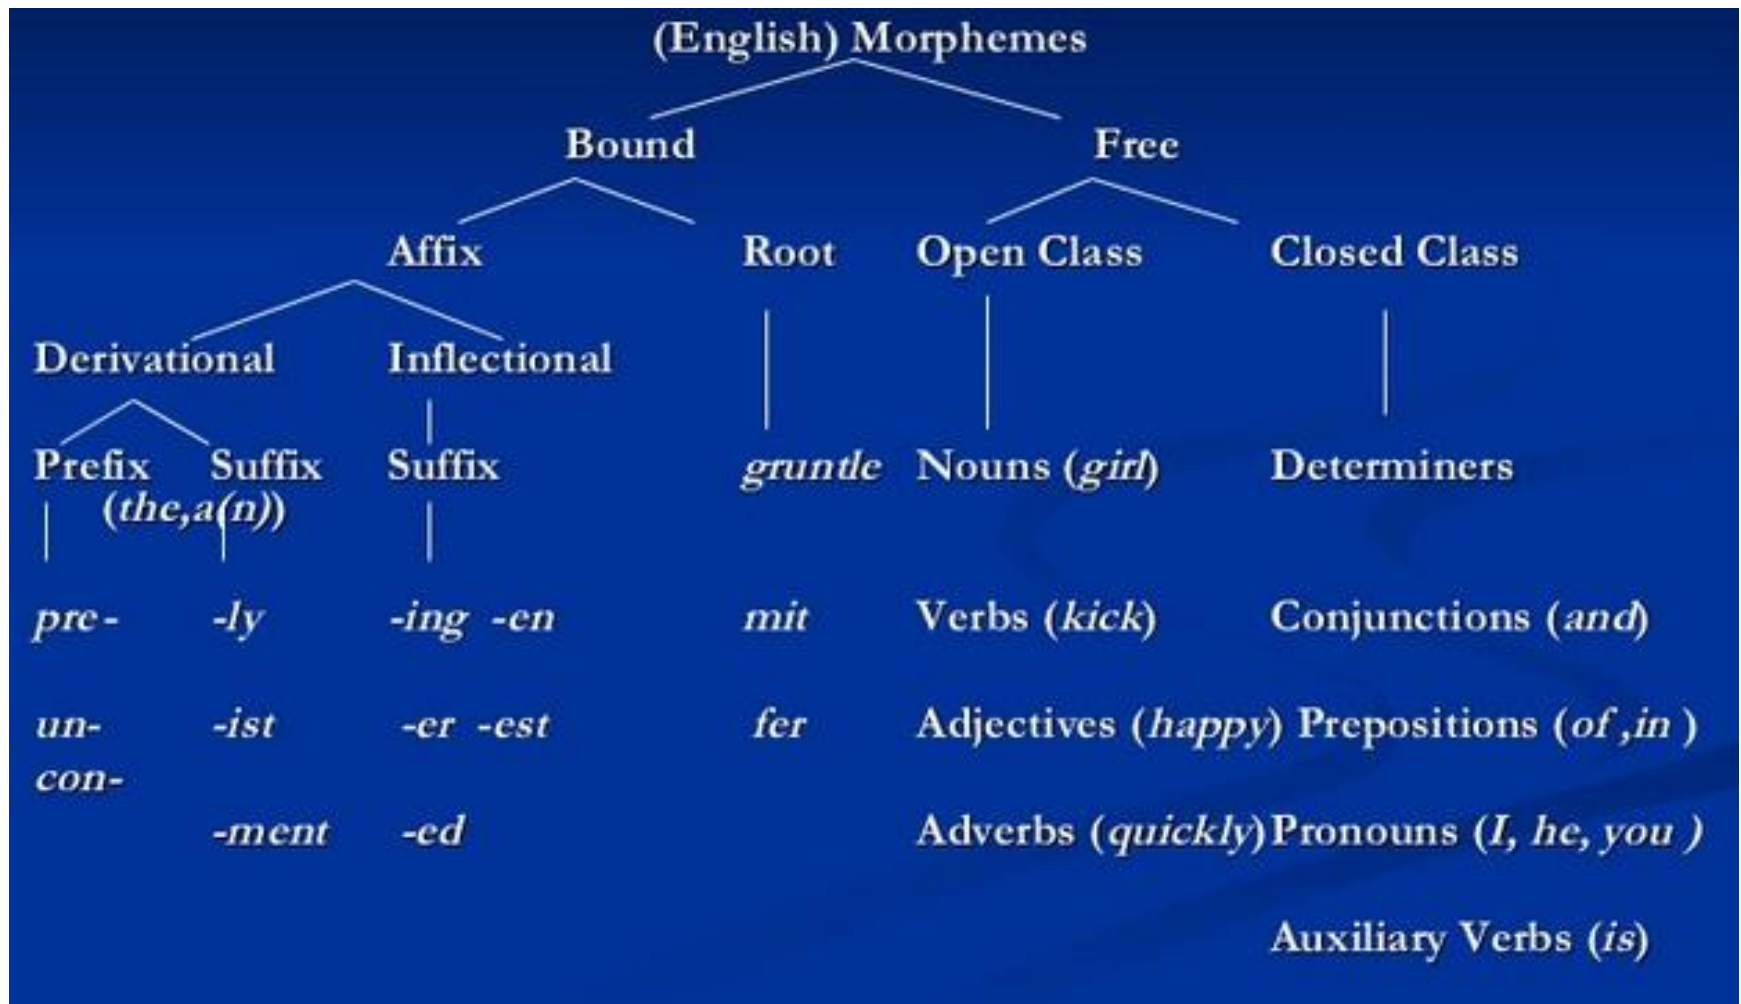 (English) Morphemes
Bound Free
Affix Root Open Class Closed Class
Derivational Inflectional
Prefix Suffix Suffix gruntle Nouns (girl) Determiners
(the,a(n))
pre- -ly -ing -en mit Verbs (kick) Conjunctions (and)
un- -ist -er -est fer Adjectives (happy) Prepositions (of ,in )
con-
-ment -ed Adverbs (quickly) Pronouns (I, he, you )
Auxiliary Verbs (is)